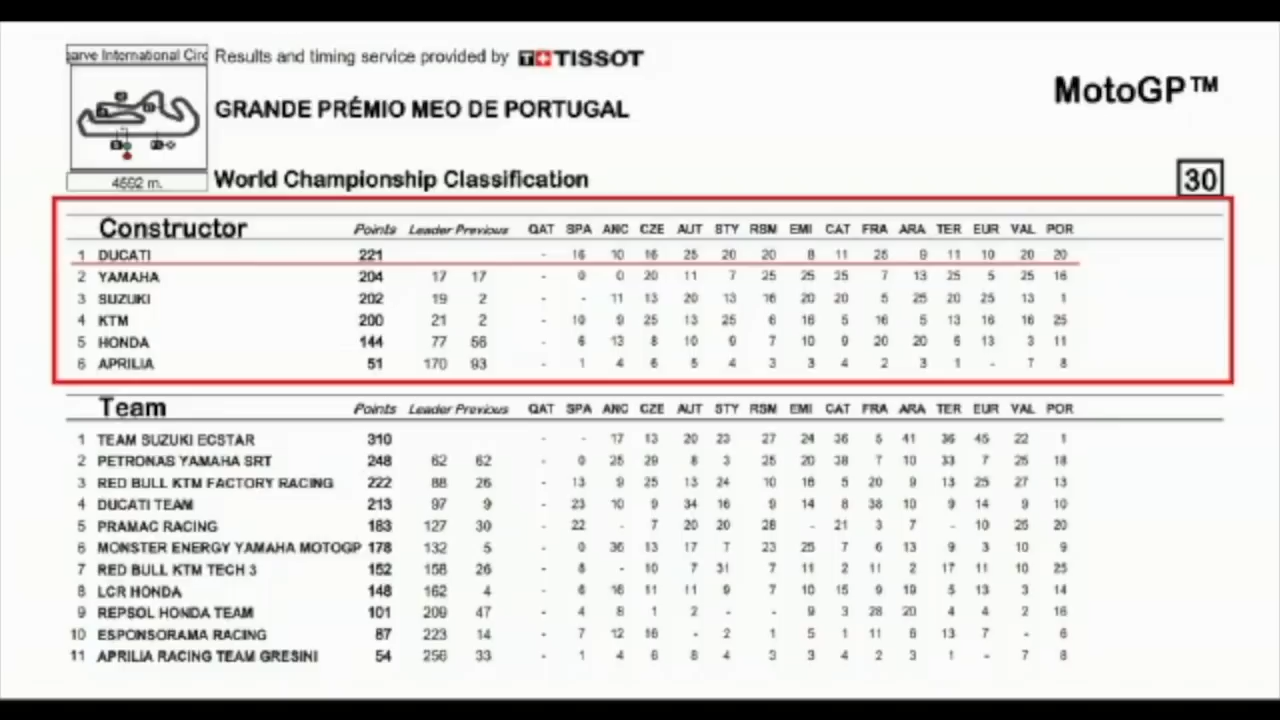 arve International Circ Results and timing service provided by TISSOT
MotoGP™
GRANDE PRÉMIO MEO DE PORTUGAL
4592 m. World Championship Classification 30
Constructor Points Leader Previous QAT SPA ANC CZE AUT STY RSM EMI CAT FRA ARA TER EUR VAL POR
1 DUCATI 221 - 16 10 16 25 20 20 8 11 25 9 11 10 20 20
2 YAMAHA 204 17 17 - 0 0 20 11 7 25 25 25 7 13 25 5 25 16
3 SUZUKI 202 19 2 - - 11 13 20 13 16 20 20 5 25 20 25 13 1
4 KTM 200 21 2 - 10 9 25 13 25 6 16 5 16 5 13 16 16 25
5 HONDA 144 77 56 - 6 13 8 10 9 7 10 9 20 20 6 13 3 11
6 APRILIA 51 170 93 - 1 4 6 5 4 3 3 4 2 3 1 - 7 8
Team Points Leader Previous QAT SPA ANC CZE AUT STY RSM EMI CAT FRA ARA TER EUR VAL POR
1 TEAM SUZUKI ECSTAR 310 - - 17 13 20 23 27 24 36 5 41 36 45 22 1
2 PETRONAS YAMAHA SRT 248 62 62 - 0 25 29 8 3 25 20 38 7 10 33 7 25 18
3 RED BULL KTM FACTORY RACING 222 88 26 - 13 9 25 13 24 10 16 5 20 9 13 25 27 13
4 DUCATI TEAM 213 97 9 - 23 10 9 34 16 9 14 8 38 10 9 14 9 10
5 PRAMAC RACING 183 127 30 - 22 - 7 20 20 28 - 21 3 7 - 10 25 20
6 MONSTER ENERGY YAMAHA MOTOGP 178 132 5 - 0 36 13 17 7 23 25 7 6 13 9 3 10 9
7 RED BULL KTM TECH 3 152 158 26 - 8 - 10 7 31 7 11 2 11 2 17 11 10 25
8 LCR HONDA 148 162 4 - 6 16 11 11 9 7 10 15 9 19 5 13 3 14
9 REPSOL HONDA TEAM 101 209 47 - 4 8 1 2 - - 9 3 28 20 4 4 2 16
10 ESPONSORAMA RACING 87 223 14 - 7 12 16 - 2 1 5 1 11 6 13 7 - 6
11 APRILIA RACING TEAM GRESINI 54 256 33 - 1 4 6 8 4 3 3 4 2 3 1 - 7 8